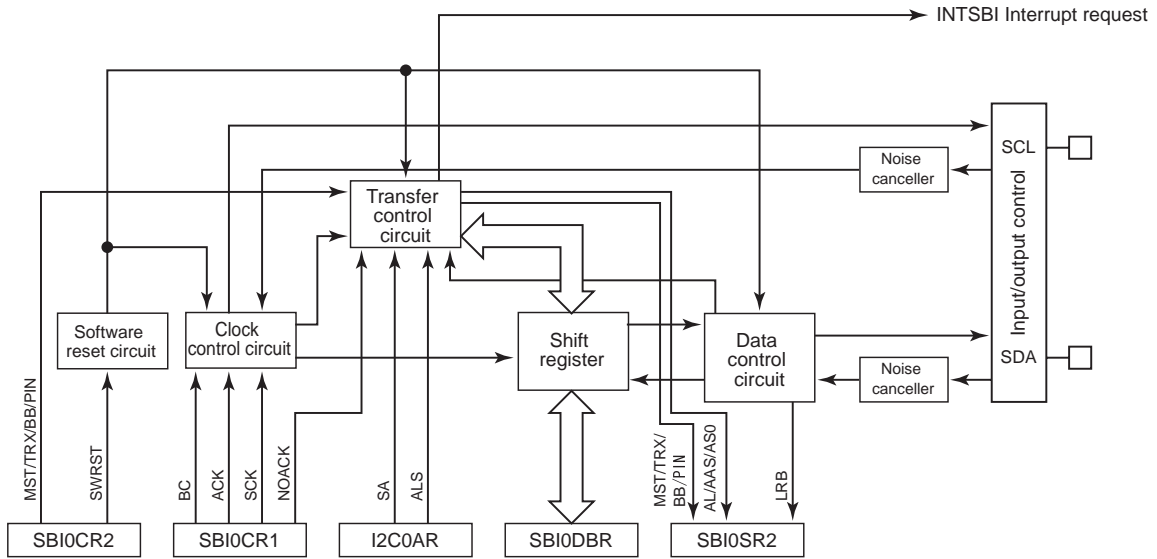 INTSBI Interrupt request
SCL
Input/output control
SDA
Noise
canceller
Transfer
control
circuit
Software
reset circuit
Clock
control circuit
Shift
register
Data
control
circuit
Noise
canceller
MST/TRX/BB/PIN
SWRST
BC
ACK
SCK
NOACK
SA
ALS
MST/TRX/
BB/PIN
AL/AAS/AS0
LRB
SBI0CR2
SBI0CR1
I2C0AR
SBI0DBR
SBI0SR2